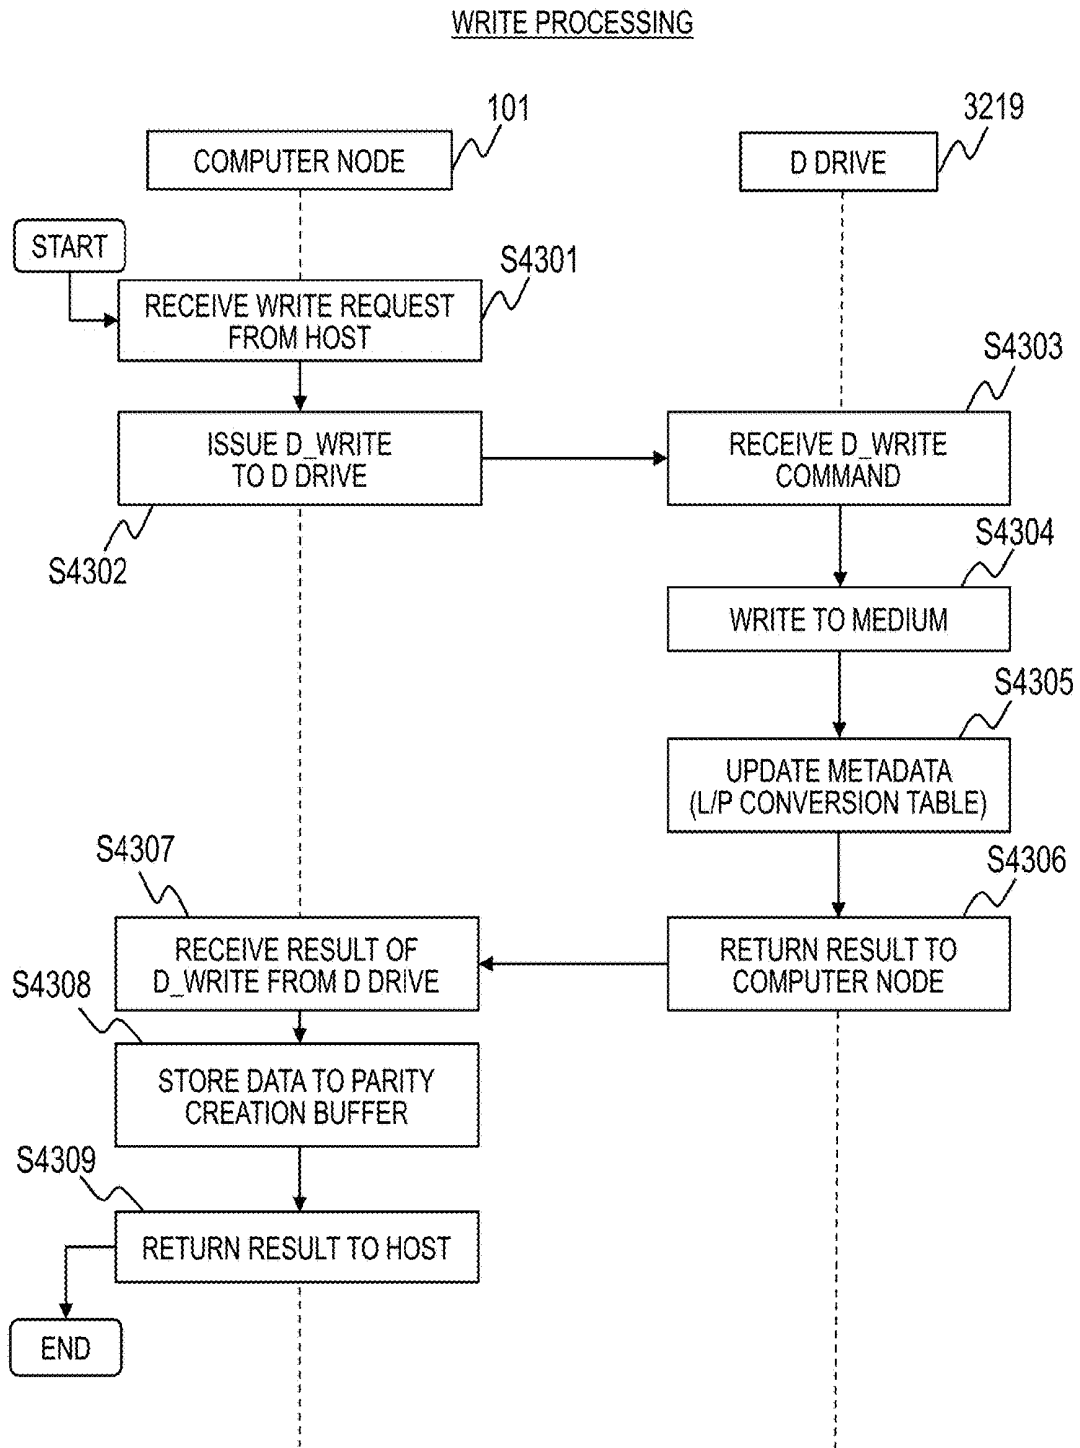 WRITE PROCESSING
101
3219
COMPUTER NODE
D DRIVE
START
S4301
RECEIVE WRITE REQUEST
FROM HOST
S4303
ISSUE D_WRITE
TO D DRIVE
RECEIVE D_WRITE
COMMAND
S4302
S4304
WRITE TO MEDIUM
S4305
UPDATE METADATA
(L/P CONVERSION TABLE)
S4307
S4306
RECEIVE RESULT OF
D_WRITE FROM D DRIVE
RETURN RESULT TO
COMPUTER NODE
S4308
STORE DATA TO PARITY
CREATION BUFFER
S4309
RETURN RESULT TO HOST
END